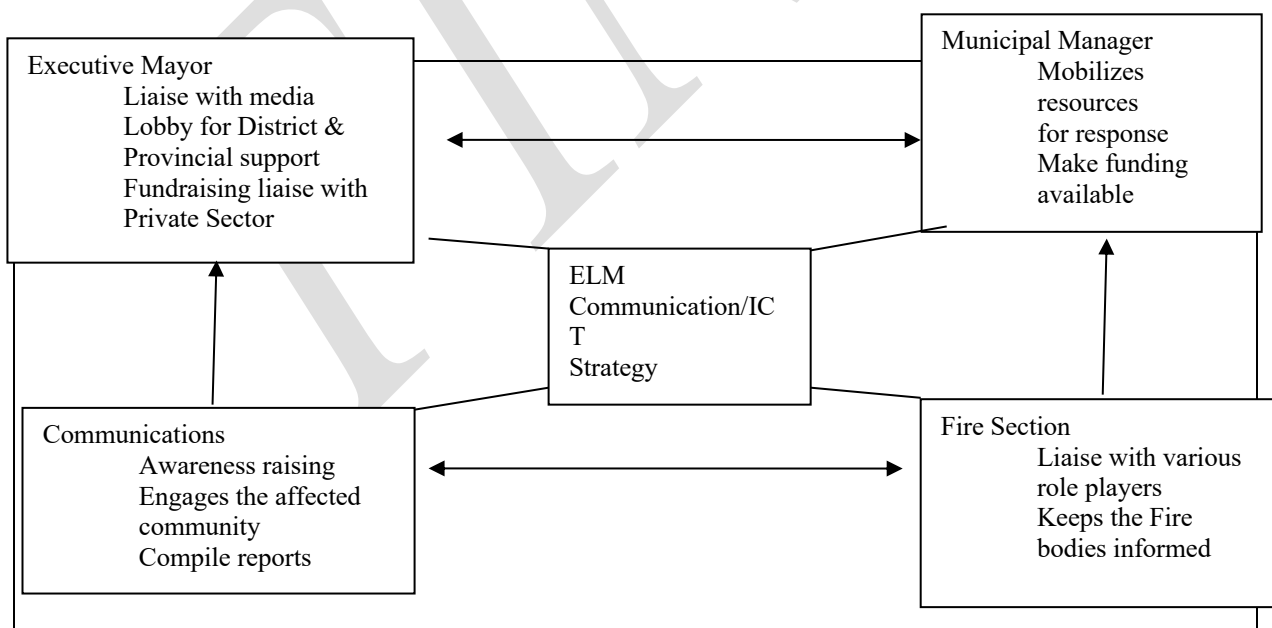 Executive Mayor
Liaise with media
Lobby for District &
Provincial support
Fundraising liaise with
Private Sector
Municipal Manager
Mobilizes
resources
for response
Make funding
available
ELM
Communication/IC
T
Strategy
Communications
Awareness raising
Engages the affected
community
Compile reports
Fire Section
Liaise with various
role players
Keeps the Fire
bodies informed